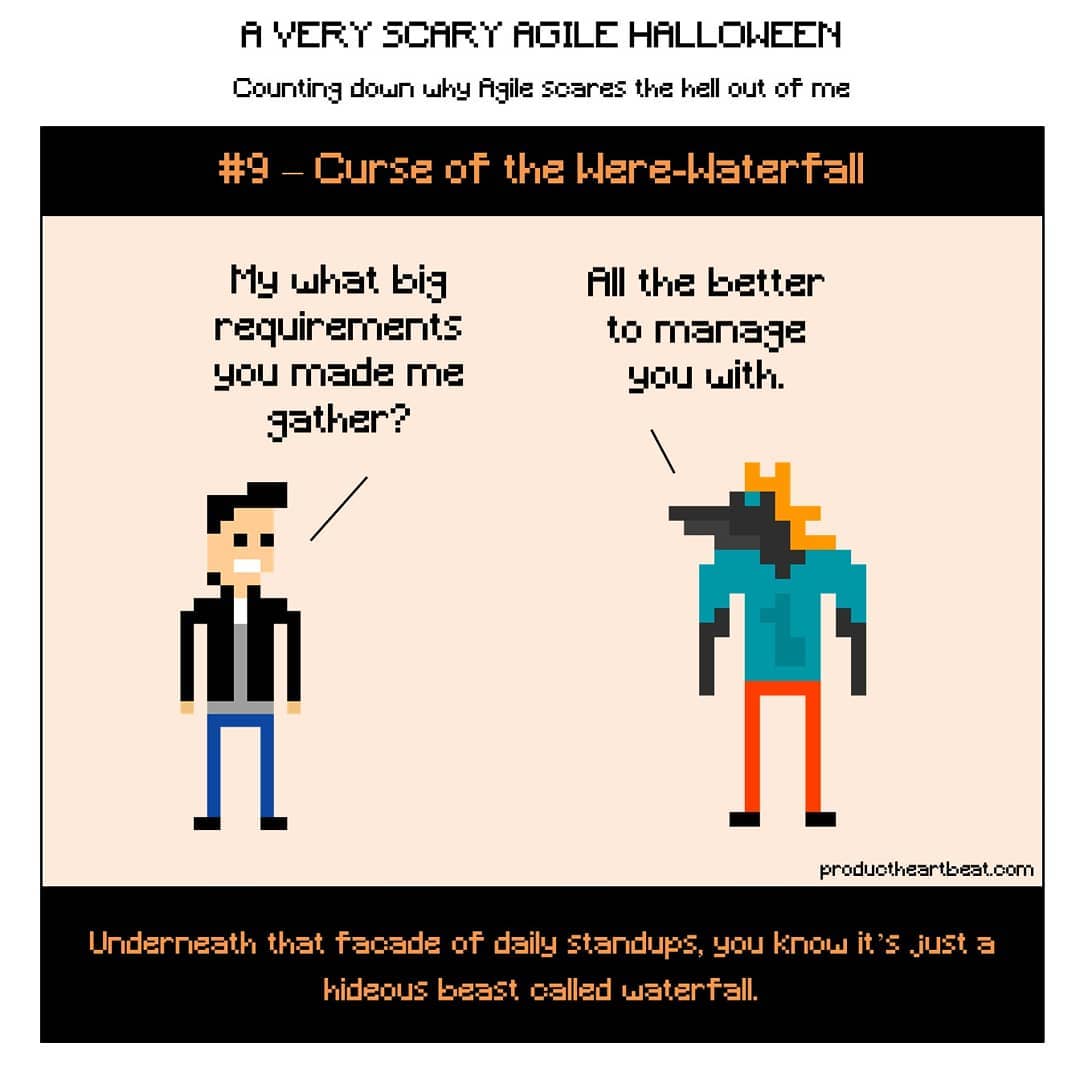 A VERY SCARY AGILE HALLOWEEN
Counting down why Agile scares the hell out of me
#9 – Curse of the Were-Waterfall
My what big
requirements
you made me
gather?
All the better
to manage
you with.
productheartbeat.com
Underneath that facade of daily standups, you know it's just a
hideous beast called waterfall.